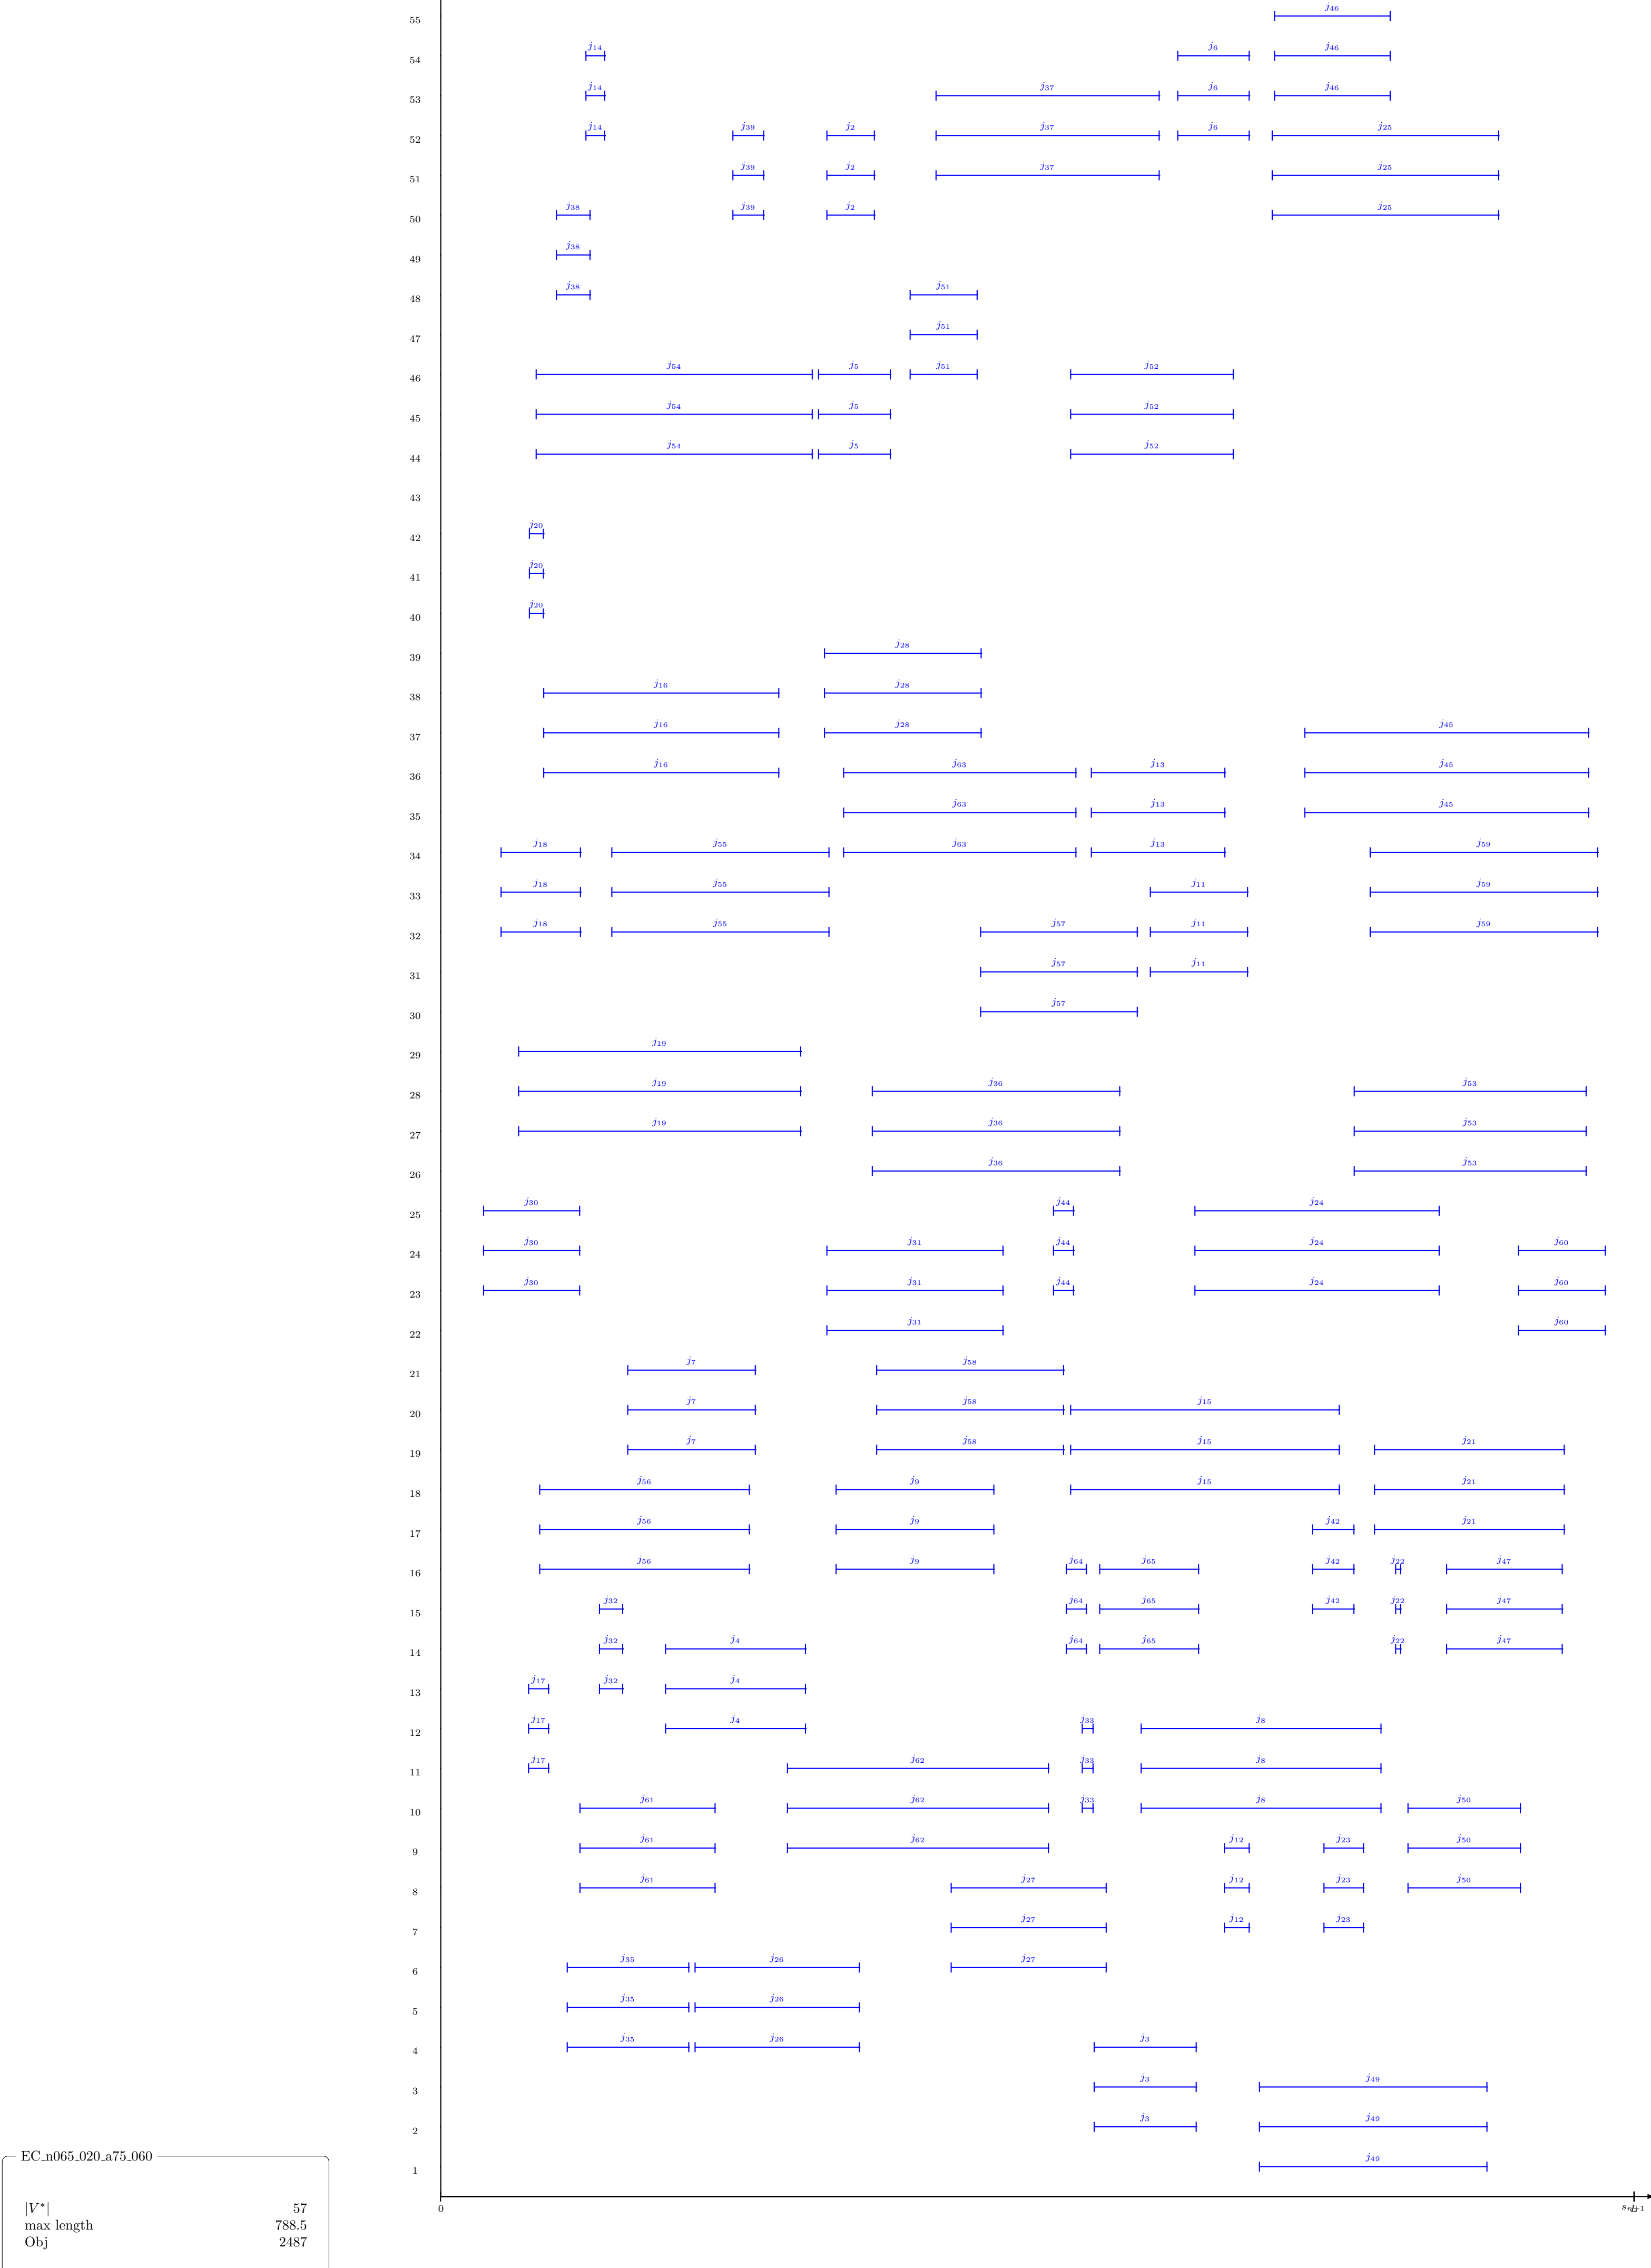 55 j46
54 j14 j6 j46
53 j14 j37 j6 j46
52 j14 j39 j2 j37 j6 j25
51 j39 j2 j37 j25
50 j38 j39 j2 j25
49 j38
48 j38 j51
47 j51
46 j54 j5 j51 j52
45 j54 j5 j52
44 j54 j5 j52
43
42 j20
41 j20
40 j20
39 j28
38 j16 j28
37 j16 j28 j45
36 j16 j63 j13 j45
35 j63 j13 j45
34 j18 j55 j63 j13 j59
33 j18 j55 j11 j59
32 j18 j55 j57 j11 j59
31 j57 j11
30 j57
29 j19
28 j19 j36 j53
27 j19 j36 j53
26 j36 j53
25 j30 j44 j24
24 j30 j31 j44 j24 j60
23 j30 j31 j44 j24 j60
22 j31 j60
21 j7 j58
20 j7 j58 j15
19 j7 j58 j15 j21
18 j56 j9 j15 j21
17 j56 j9 j42 j21
16 j56 j9 j64 j65 j42 j22 j47
15 j32 j64 j65 j42 j22 j47
14 j32 j4 j64 j65 j22 j47
13 j17 j32 j4
12 j17 j4 j33 j8
11 j17 j62 j33 j8
10 j61 j62 j33 j8 j50
9 j61 j62 j12 j23 j50
8 j61 j27 j12 j23 j50
7 j27 j12 j23
6 j35 j26 j27
5 j35 j26
4 j35 j26 j3
3 j3 j49
2 j3 j49
1 j49
0
EC_n065_020_a75_060
|V*| 57
max length 788.5
Obj 2487